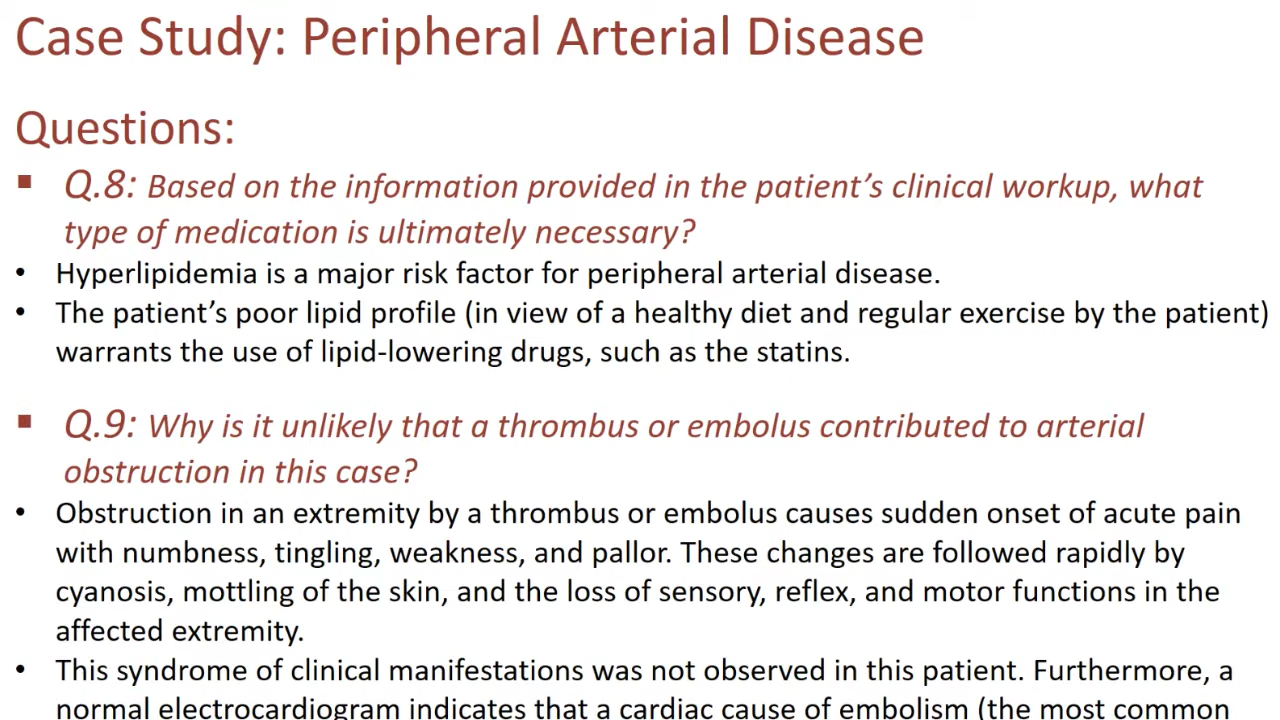 Case Study: Peripheral Arterial Disease
Questions:
▪ Q.8: Based on the information provided in the patient’s clinical workup, what
type of medication is ultimately necessary?
• Hyperlipidemia is a major risk factor for peripheral arterial disease.
• The patient’s poor lipid profile (in view of a healthy diet and regular exercise by the patient)
warrants the use of lipid-lowering drugs, such as the statins.
▪ Q.9: Why is it unlikely that a thrombus or embolus contributed to arterial
obstruction in this case?
• Obstruction in an extremity by a thrombus or embolus causes sudden onset of acute pain
with numbness, tingling, weakness, and pallor. These changes are followed rapidly by
cyanosis, mottling of the skin, and the loss of sensory, reflex, and motor functions in the
affected extremity.
• This syndrome of clinical manifestations was not observed in this patient. Furthermore, a
normal electrocardiogram indicates that a cardiac cause of embolism (the most common